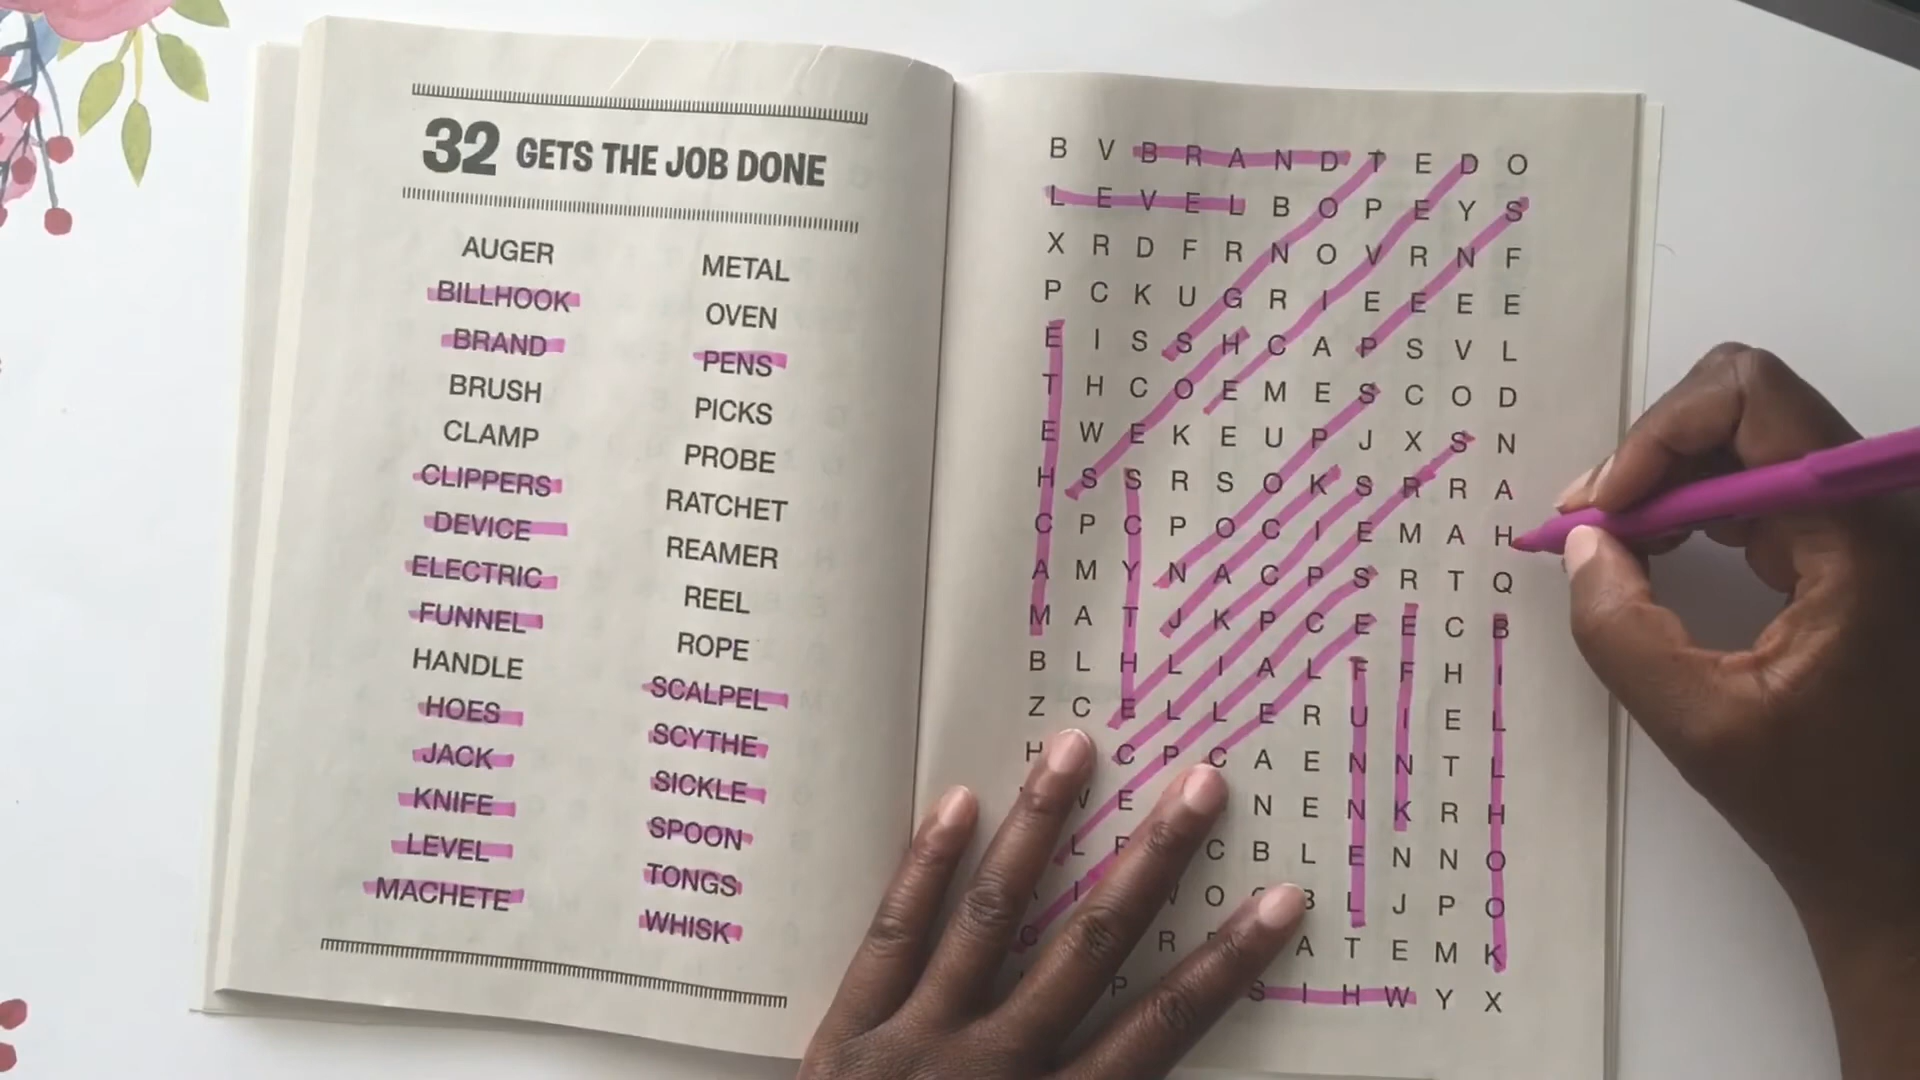 32 GETS THE JOB DONE
AUGER
BILLHOOK
BRAND
BRUSH
CLAMP
CLIPPERS
DEVICE
ELECTRIC
FUNNEL
HANDLE
HOES
JACK
KNIFE
LEVEL
MACHETE
METAL
OVEN
PENS
PICKS
PROBE
RATCHET
REAMER
REEL
ROPE
SCALPEL
SCYTHE
SICKLE
SPOON
TONGS
WHISK
B V B R A N D T E D O
L E V E L B O P E Y S
X R D F R N O V R N F
P C K U G R I E E E E
E I S S H C A P S V L
T H C O E M E S C O D
E W E K E U P J X S N
H S S R S O K S R R A
C P C P O C I E M A H
A M Y N A C P S R T Q
M A T J K P C E E C B
B L H L I A L F F H I
Z C E L L E R U I E L
H C P C A E N N T L
E N E N K R H
L C B L E N N O
O B L J P O
R A T E M K
P S I H W Y X